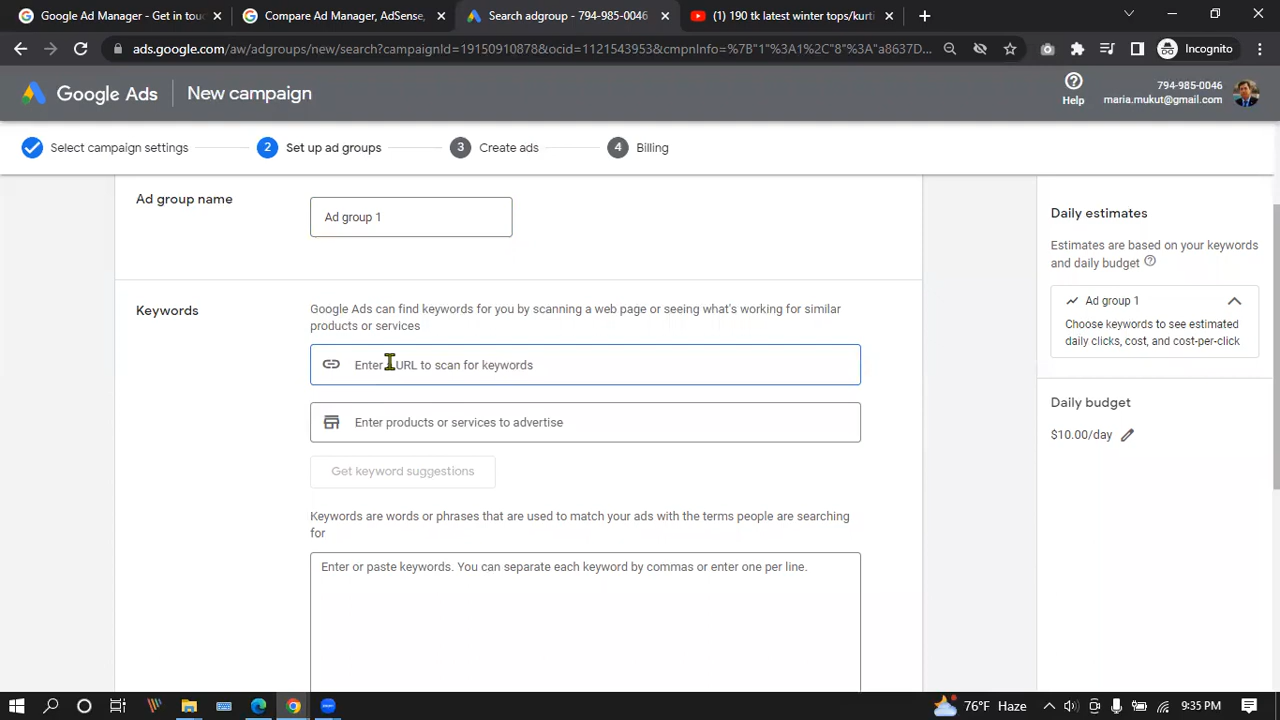 Google Ad Manager - Get in touc
Compare Ad Manager, AdSense,
Search adgroup - 794-985-0046
(1) 190 tk latest winter tops/kurti
ads.google.com/aw/adgroups/new/search?campaignId=19150910878&ocid=1121543953&cmpnInfo=%7B"1"%3A1%2C"8"%3A"a8637D...
Incognito
Google Ads
New campaign
Help
794-985-0046
maria.mukut@gmail.com
Select campaign settings
2 Set up ad groups
3 Create ads
4 Billing
Ad group name
Ad group 1
Keywords
Google Ads can find keywords for you by scanning a web page or seeing what's working for similar
products or services
Enter URL to scan for keywords
Enter products or services to advertise
Get keyword suggestions
Keywords are words or phrases that are used to match your ads with the terms people are searching
for
Enter or paste keywords. You can separate each keyword by commas or enter one per line.
Daily estimates
Estimates are based on your keywords
and daily budget
Ad group 1
Choose keywords to see estimated
daily clicks, cost, and cost-per-click
Daily budget
$10.00/day
76°F Haze
9:35 PM